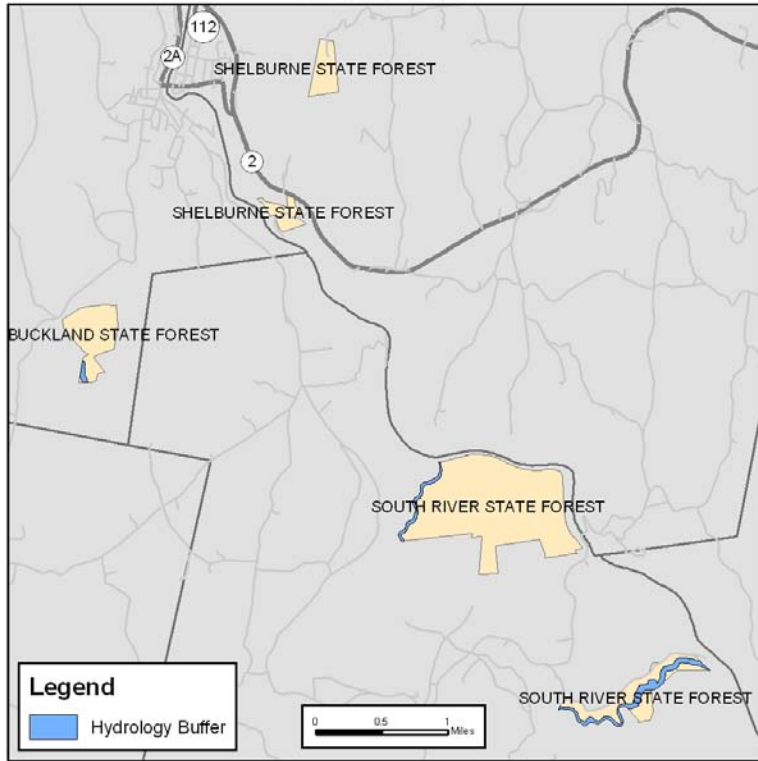 112
2A
SHELBURNE STATE FOREST
2
SHELBURNE STATE FOREST
BUCKLAND STATE FOREST
SOUTH RIVER STATE FOREST
SOUTH RIVER STATE FOREST
Legend
Hydrology Buffer
0 0.5 1
Miles